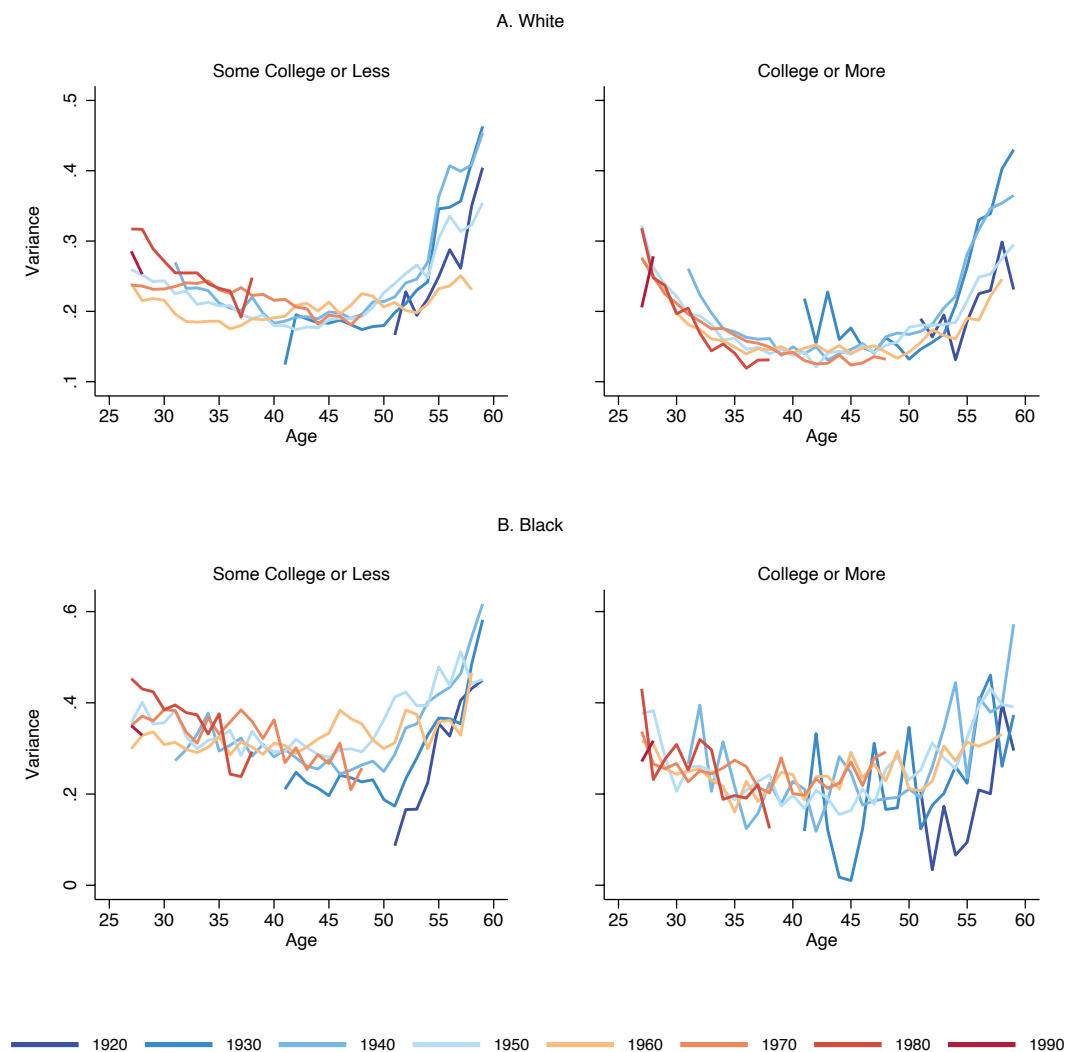 A. White
Some College or Less
College or More
.5
.4
.3
.2
.1
Variance
25 30 35 40 45 50 55 60
25 30 35 40 45 50 55 60
Age
Age
B. Black
Some College or Less
College or More
.6
.4
.2
0
Variance
25 30 35 40 45 50 55 60
25 30 35 40 45 50 55 60
Age
Age
1920 1930 1940 1950 1960 1970 1980 1990